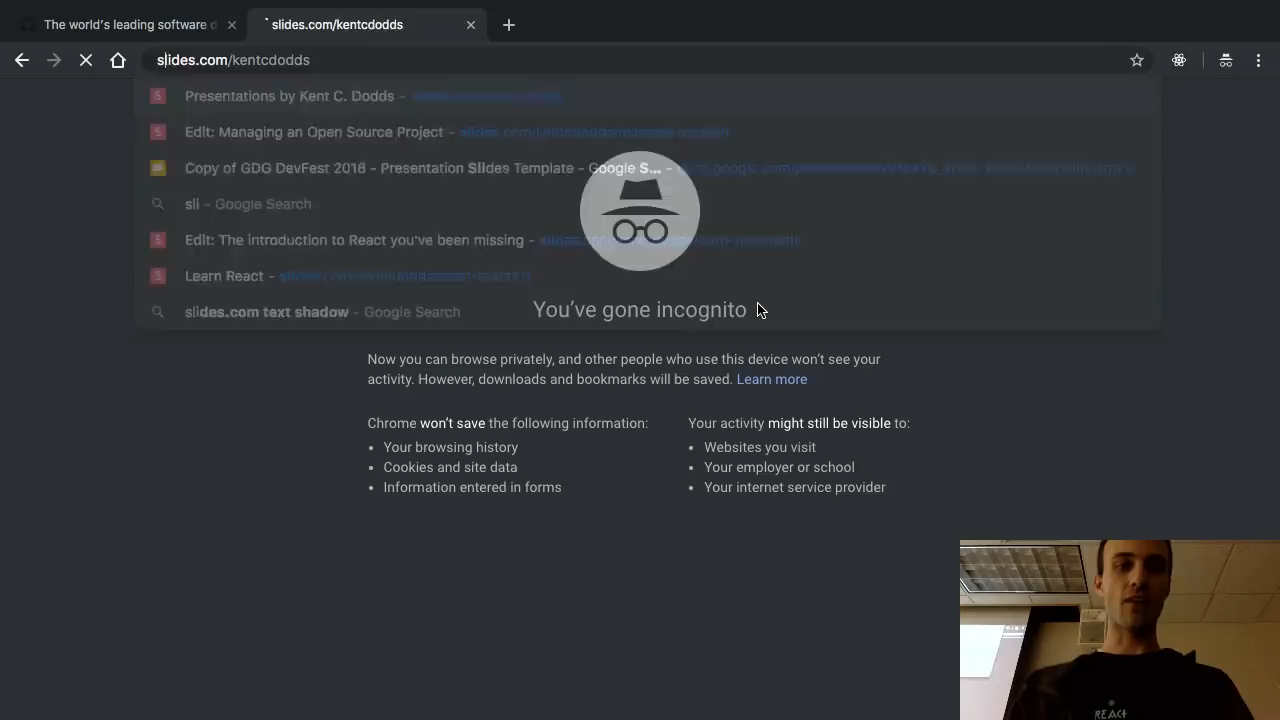 The world's leading software d
slides.com/kentcdodds
slides.com/kentcdodds
Presentations by Kent C. Dodds –
Edit: Managing an Open Source Project –
Copy of GDG DevFest 2018 – Presentation Slides Template – Google S... –
sli – Google Search
Edit: The introduction to React you've been missing –
Learn React –
slides.com text shadow – Google Search
You've gone incognito
Now you can browse privately, and other people who use this device won't see your
activity. However, downloads and bookmarks will be saved. Learn more
Chrome won't save the following information:
• Your browsing history
• Cookies and site data
• Information entered in forms
Your activity might still be visible to:
• Websites you visit
• Your employer or school
• Your internet service provider
REACT